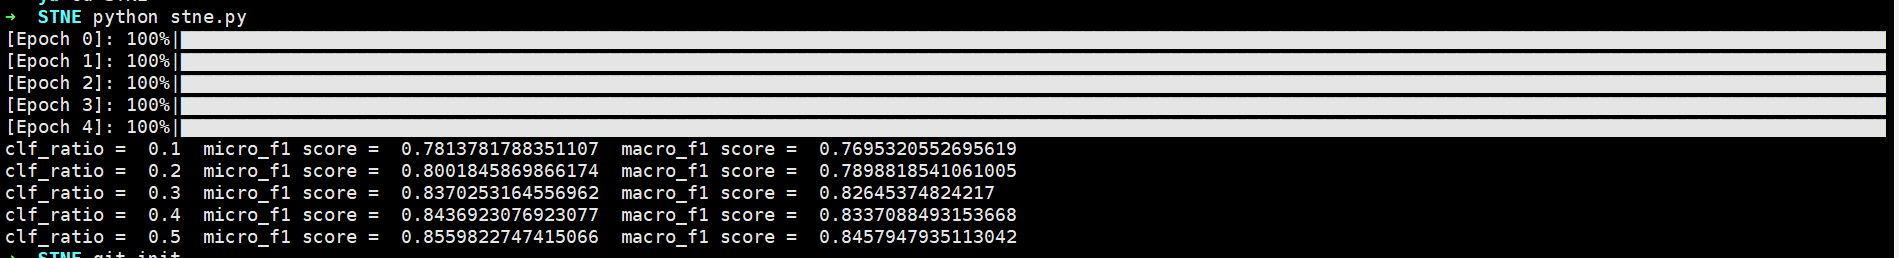 → STNE python stne.py
[Epoch 0]: 100%|
[Epoch 1]: 100%|
[Epoch 2]: 100%|
[Epoch 3]: 100%|
[Epoch 4]: 100%|
clf_ratio =  0.1  micro_f1 score =  0.7813781788351107  macro_f1 score =  0.7695320552695619
clf_ratio =  0.2  micro_f1 score =  0.8001845869866174  macro_f1 score =  0.7898818541061005
clf_ratio =  0.3  micro_f1 score =  0.8370253164556962  macro_f1 score =  0.82645374824217
clf_ratio =  0.4  micro_f1 score =  0.8436923076923077  macro_f1 score =  0.8337088493153668
clf_ratio =  0.5  micro_f1 score =  0.8559822747415066  macro_f1 score =  0.8457947935113042
STNE git init